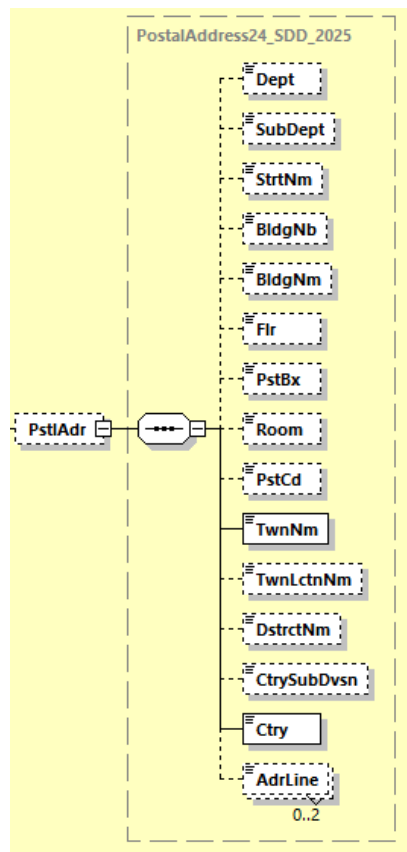 PostalAddress24_SDD_2025
Dept
SubDept
StrtNm
BldgNb
BldgNm
Flr
PstBx
PstlAdr
Room
PstCd
TwnNm
TwnLctnNm
DstrctNm
CtrySubDvsn
Ctry
AdrLine
0..2